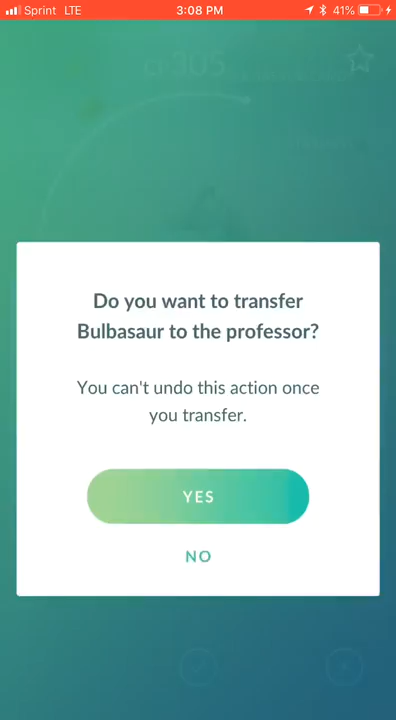 Sprint LTE 3:08 PM 41%
CP305
Do you want to transfer
Bulbasaur to the professor?
You can't undo this action once
you transfer.
YES
NO